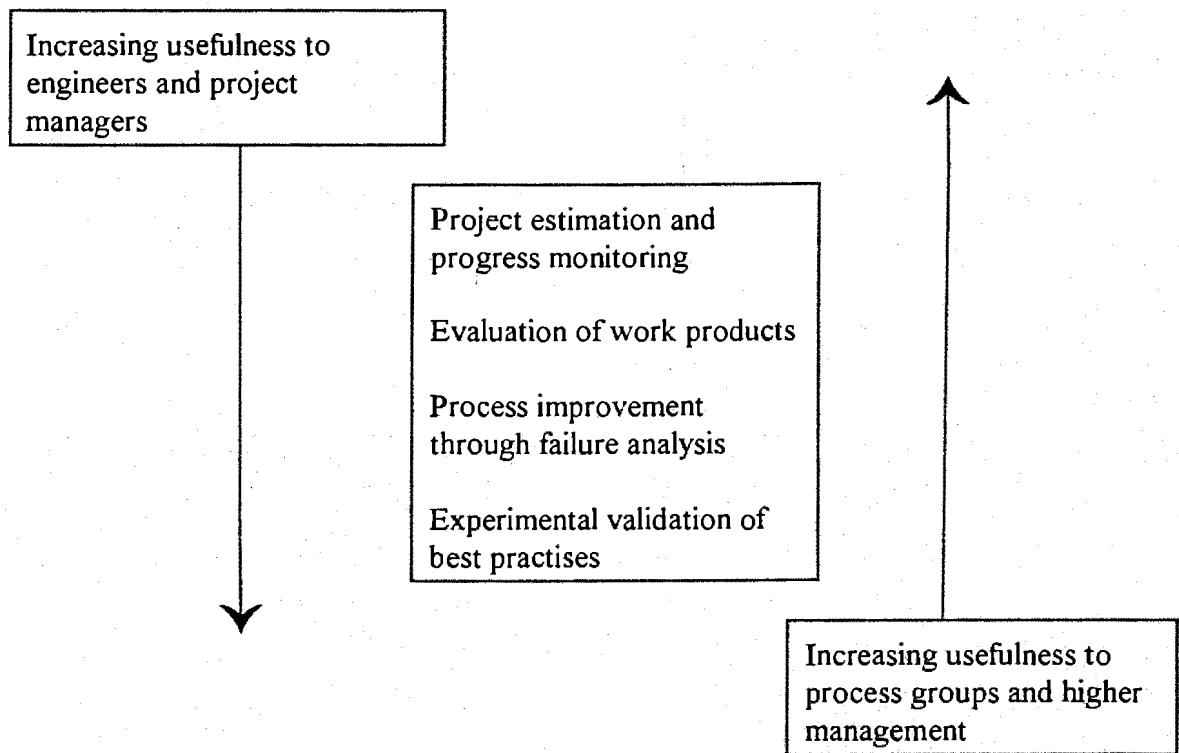 Increasing usefulness to
engineers and project
managers
Project estimation and
progress monitoring
Evaluation of work products
Process improvement
through failure analysis
Experimental validation of
best practises
Increasing usefulness to
process groups and higher
management